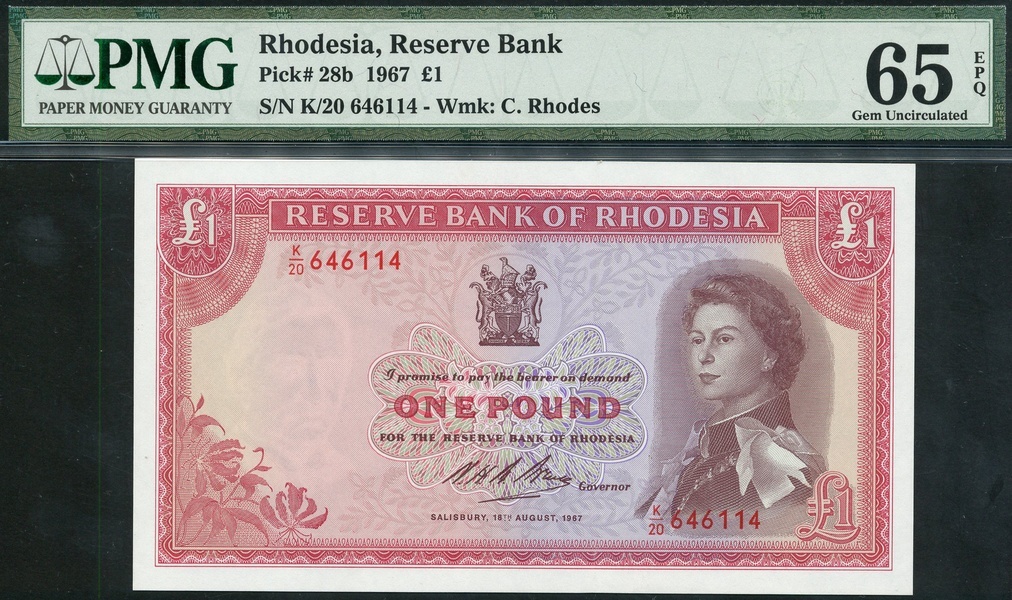 PMG
PAPER MONEY GUARANTY
Rhodesia, Reserve Bank
Pick# 28b 1967 £1
S/N K/20 646114 - Wmk: C. Rhodes
65 EPQ
Gem Uncirculated
£1 RESERVE BANK OF RHODESIA £1
K/20 646114
I promise to pay the bearer on demand
ONE POUND
FOR THE RESERVE BANK OF RHODESIA
Governor
SALISBURY, 18TH AUGUST, 1967
K/20 646114
£1